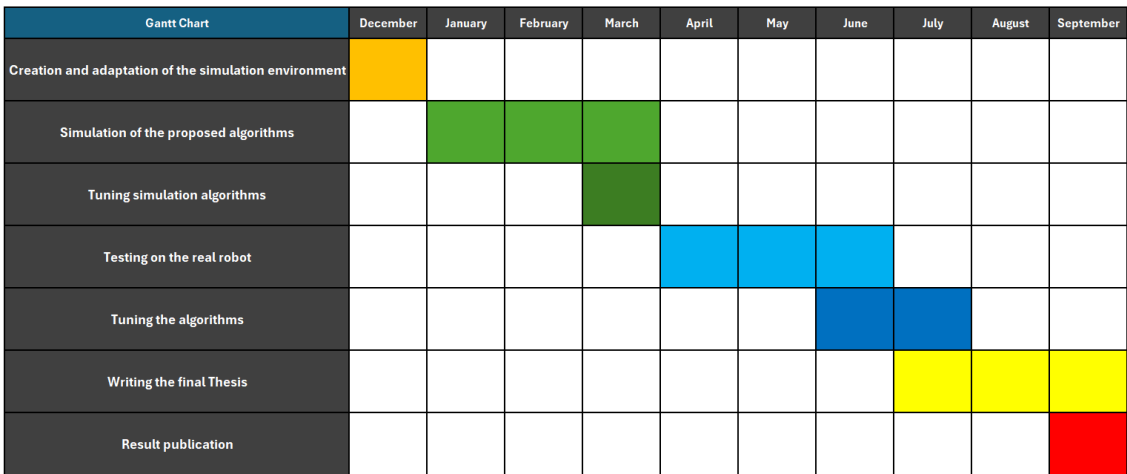 Gantt Chart December January February March April May June July August September
Creation and adaptation of the simulation environment
Simulation of the proposed algorithms
Tuning simulation algorithms
Testing on the real robot
Tuning the algorithms
Writing the final Thesis
Result publication